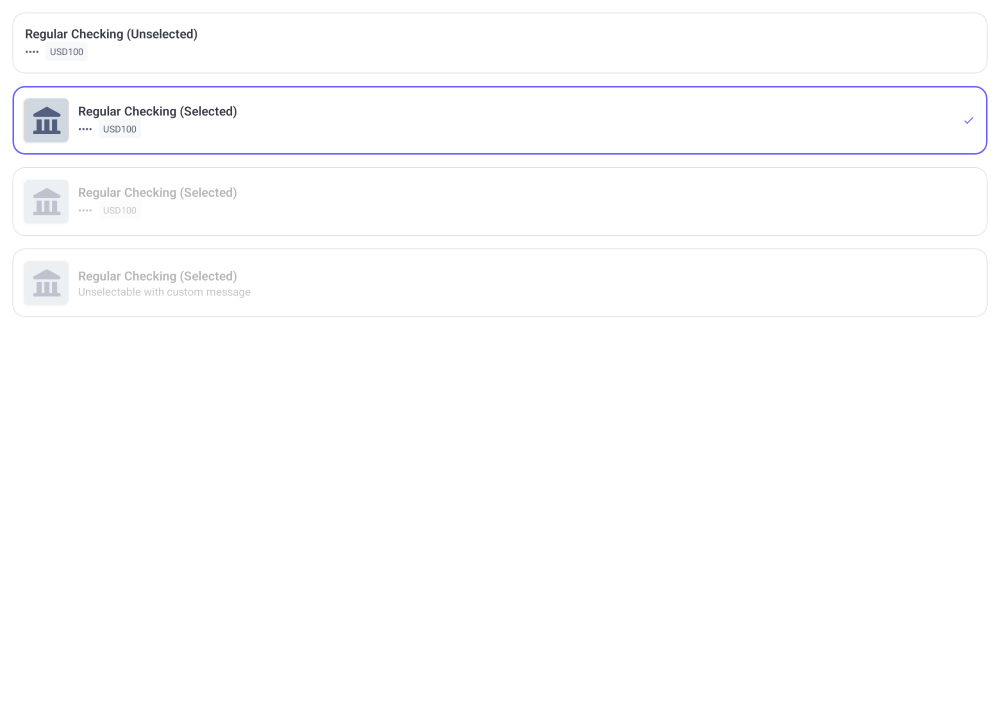 Regular Checking (Unselected)
•••• USD100
Regular Checking (Selected)
•••• USD100
Regular Checking (Selected)
•••• USD100
Regular Checking (Selected)
Unselectable with custom message